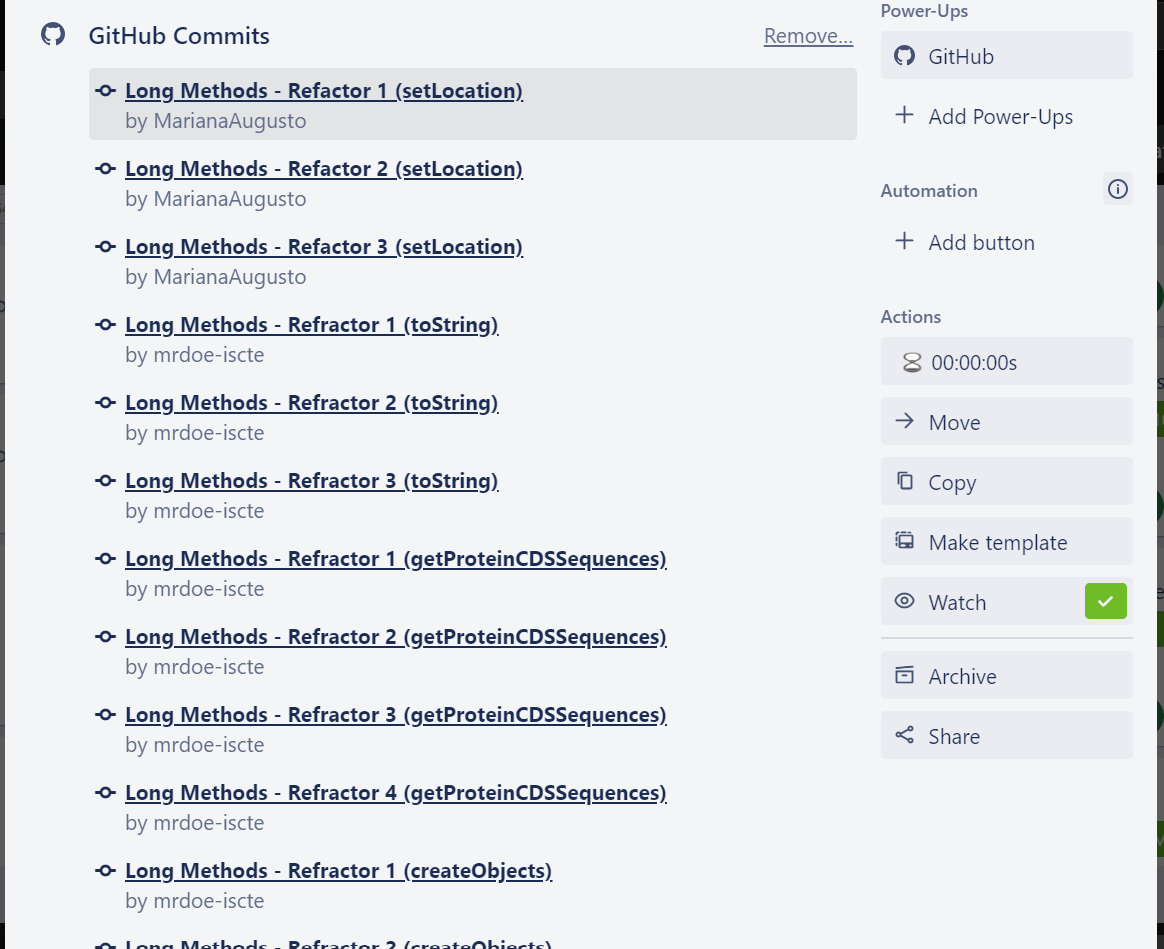 GitHub Commits
Remove...
Long Methods - Refactor 1 (setLocation)
by MarianaAugusto
Long Methods - Refactor 2 (setLocation)
by MarianaAugusto
Long Methods - Refactor 3 (setLocation)
by MarianaAugusto
Long Methods - Refractor 1 (toString)
by mrdoe-iscte
Long Methods - Refractor 2 (toString)
by mrdoe-iscte
Long Methods - Refractor 3 (toString)
by mrdoe-iscte
Long Methods - Refractor 1 (getProteinCDSSequences)
by mrdoe-iscte
Long Methods - Refractor 2 (getProteinCDSSequences)
by mrdoe-iscte
Long Methods - Refractor 3 (getProteinCDSSequences)
by mrdoe-iscte
Long Methods - Refractor 4 (getProteinCDSSequences)
by mrdoe-iscte
Long Methods - Refractor 1 (createObjects)
by mrdoe-iscte
Long Methods - Refractor 2 (createObjects)
Power-Ups
GitHub
Add Power-Ups
Automation
Add button
Actions
00:00:00s
Move
Copy
Make template
Watch
Archive
Share